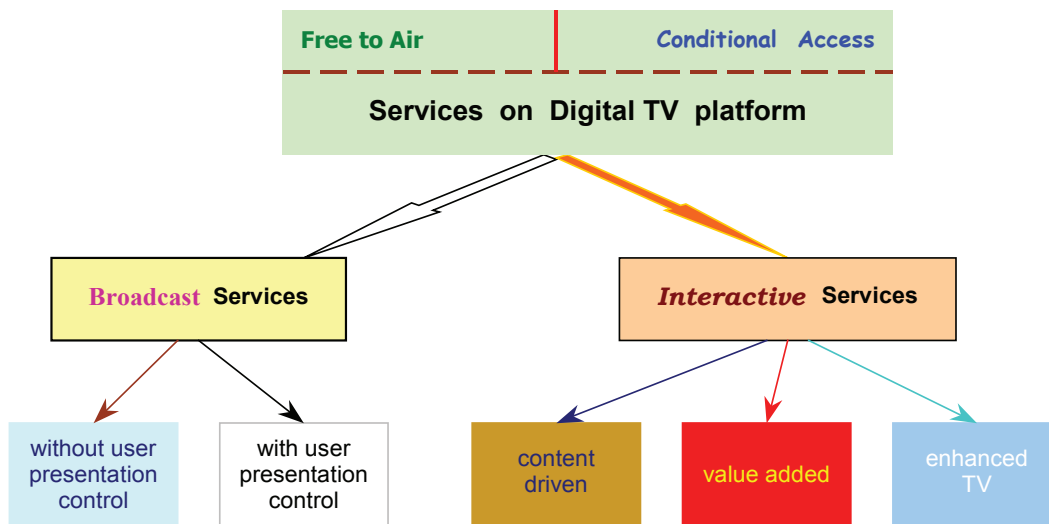 Free to Air
Conditional Access
Services on Digital TV platform
Broadcast Services
Interactive Services
without user
presentation
control
with user
presentation
control
content
driven
value added
enhanced
TV